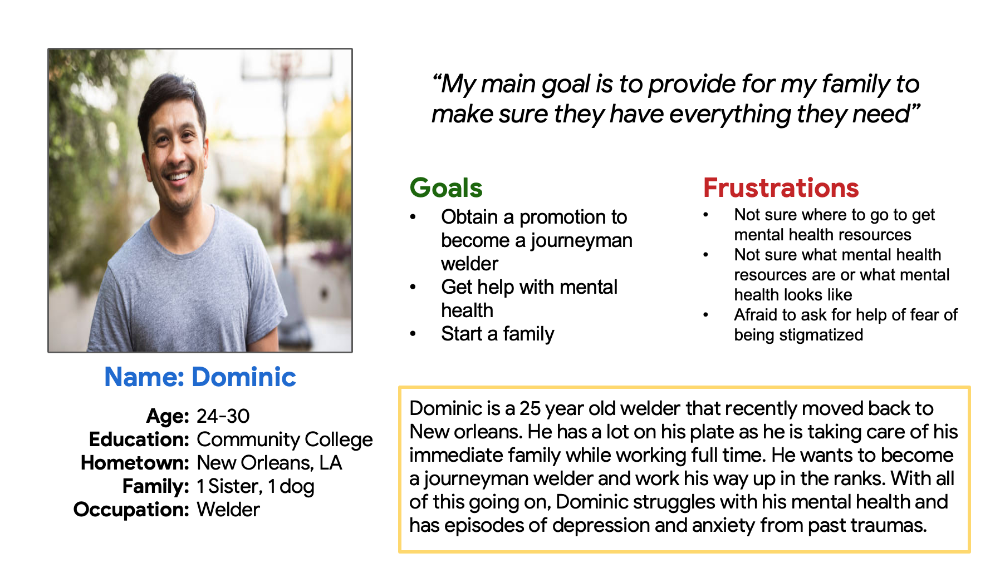 “My main goal is to provide for my family to
make sure they have everything they need”
Goals
• Obtain a promotion to
become a journeyman
welder
• Get help with mental
health
• Start a family
Frustrations
• Not sure where to go to get
mental health resources
• Not sure what mental health
resources are or what mental
health looks like
• Afraid to ask for help of fear of
being stigmatized
Name: Dominic
Age: 24-30
Education: Community College
Hometown: New Orleans, LA
Family: 1 Sister, 1 dog
Occupation: Welder
Dominic is a 25 year old welder that recently moved back to
New orleans. He has a lot on his plate as he is taking care of his
immediate family while working full time. He wants to become
a journeyman welder and work his way up in the ranks. With all
of this going on, Dominic struggles with his mental health and
has episodes of depression and anxiety from past traumas.